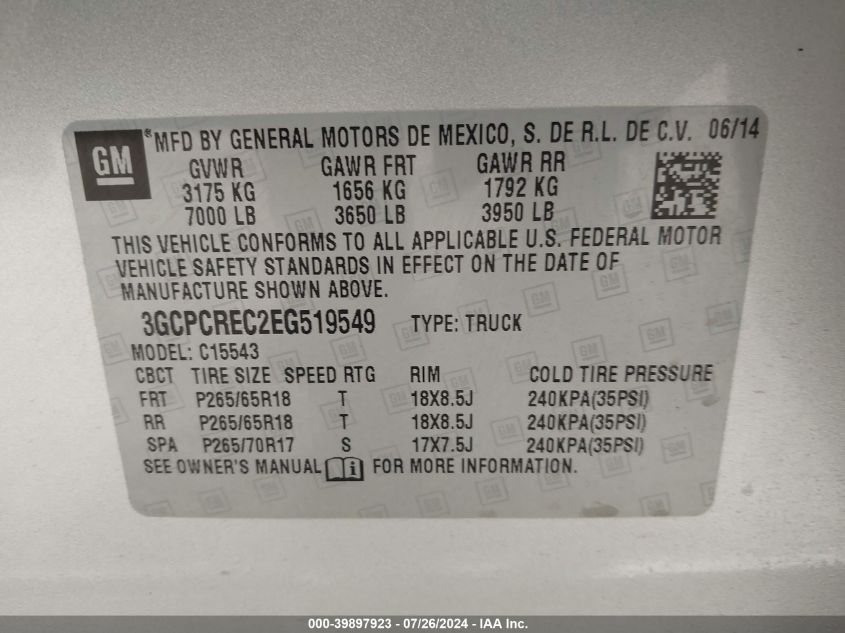 GM
®MFD BY GENERAL MOTORS DE MEXICO, S. DE R.L. DE C.V. 06/14
GVWR GAWR FRT GAWR RR
3175 KG 1656 KG 1792 KG
7000 LB 3650 LB 3950 LB
THIS VEHICLE CONFORMS TO ALL APPLICABLE U.S. FEDERAL MOTOR
VEHICLE SAFETY STANDARDS IN EFFECT ON THE DATE OF
MANUFACTURE SHOWN ABOVE.
3GCPCREC2EG519549 TYPE: TRUCK
MODEL: C15543
CBCT TIRE SIZE SPEED RTG RIM COLD TIRE PRESSURE
FRT P265/65R18 T 18X8.5J 240KPA(35PSI)
RR P265/65R18 T 18X8.5J 240KPA(35PSI)
SPA P265/70R17 S 17X7.5J 240KPA(35PSI)
SEE OWNER'S MANUAL i FOR MORE INFORMATION.
000-39897923 - 07/26/2024 - IAA Inc.